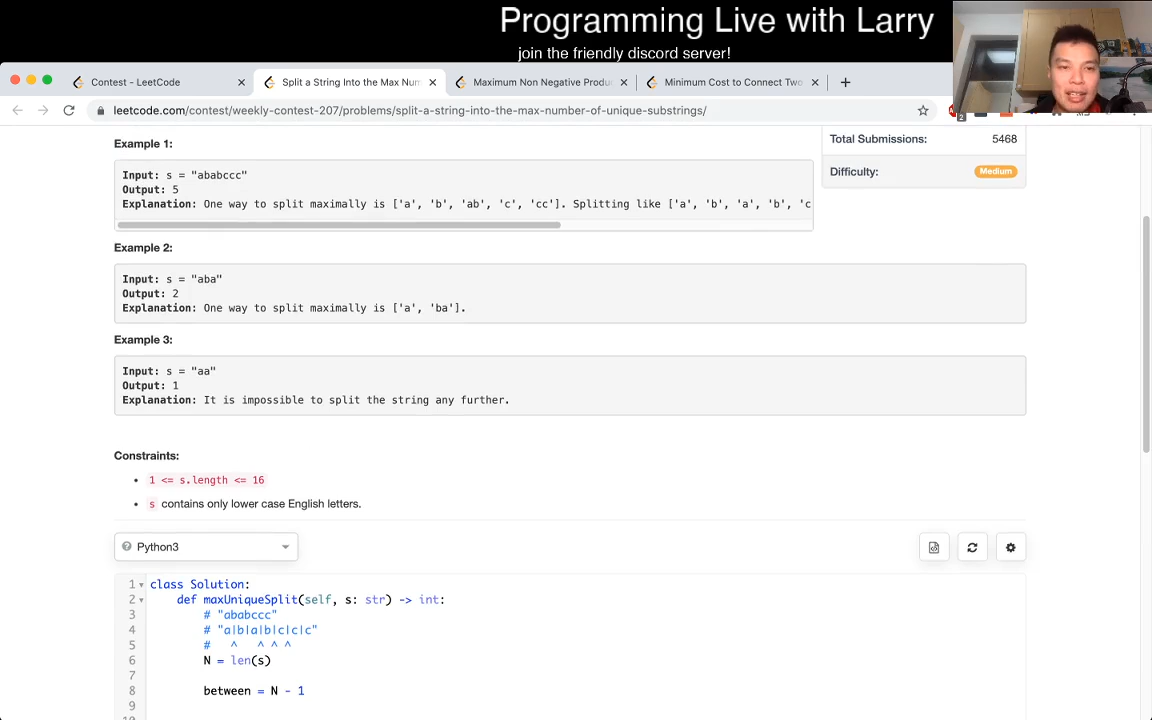 Programming Live with Larry
join the friendly discord server!
Contest - LeetCode
Split a String Into the Max Num
Maximum Non Negative Produ
Minimum Cost to Connect Two
leetcode.com/contest/weekly-contest-207/problems/split-a-string-into-the-max-number-of-unique-substrings/
2
Example 1:
Total Submissions: 5468
Difficulty: Medium
Input: s = "ababccc"
Output: 5
Explanation: One way to split maximally is ['a', 'b', 'ab', 'c', 'cc']. Splitting like ['a', 'b', 'a', 'b', 'c
Example 2:
Input: s = "aba"
Output: 2
Explanation: One way to split maximally is ['a', 'ba'].
Example 3:
Input: s = "aa"
Output: 1
Explanation: It is impossible to split the string any further.
Constraints:
• 1 <= s.length <= 16
• s contains only lower case English letters.
Python3
1 class Solution:
2 def maxUniqueSplit(self, s: str) -> int:
3 # "ababccc"
4 # "a|b|a|b|c|c|c"
5 # ^ ^ ^ ^
6 N = len(s)
7
8 between = N - 1
9
10